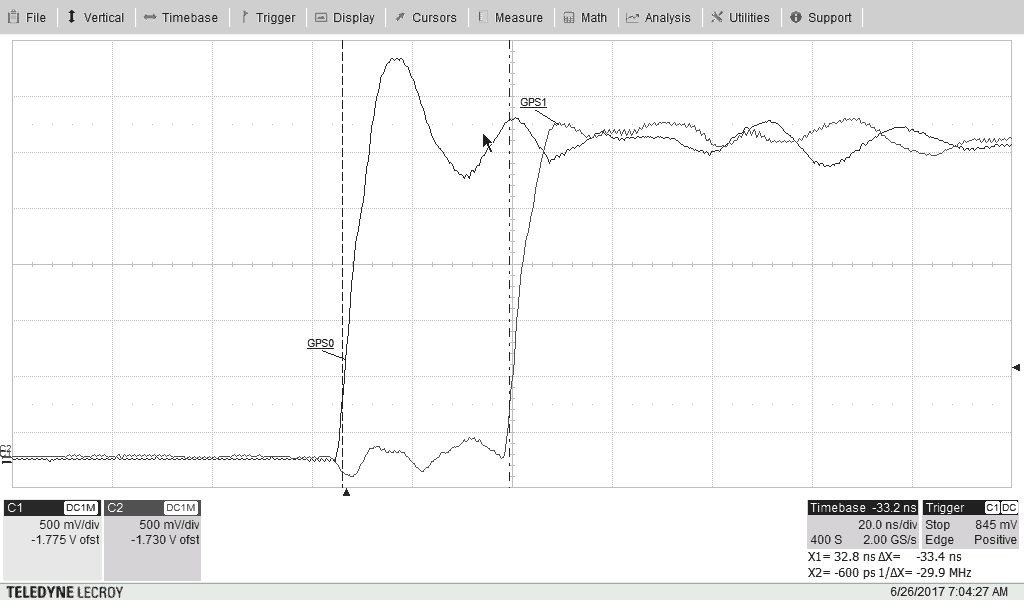 File Vertical Timebase Trigger Display Cursors Measure Math Analysis Utilities Support
GPS1
GPS0
C2
C1 DC1M C2 DC1M Timebase -33.2 ns Trigger C1 DC
500 mV/div 500 mV/div 20.0 ns/div Stop 845 mV
-1.775 V ofst -1.730 V ofst 400 S 2.00 GS/s Edge Positive
X1= 32.8 ns ΔX= -33.4 ns
X2= -600 ps 1/ΔX= -29.9 MHz
TELEDYNE LECROY 6/26/2017 7:04:27 AM